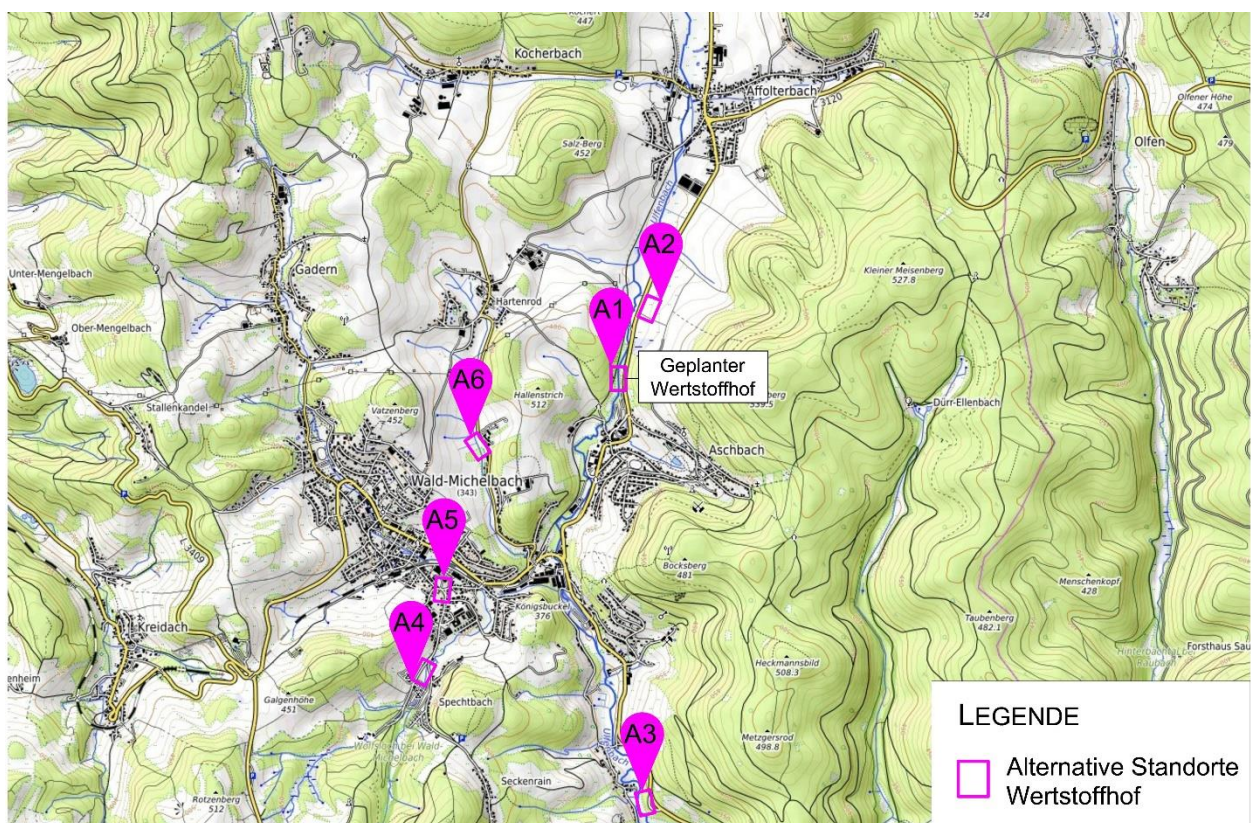 447
524
Kocherbach
Affolterbach
L 3120
Olfener
Höhe
474
Olfen
479
Salz-Berg
452
Ulfenbach
Unter-Mengelbach
Gadern
A2
Kleiner Meisenberg
527.8
Hartenrod
A1
Ober-Mengelbach
Geplanter
Wertstoffhof
A6
Hallenstrich
512
Vatzenberg
452
Stallenkandel
Dürr-Ellenbach
Aschbach
Wald-Michelbach
(343)
A5
L 3409
Bocksberg
481
Menschenkopf
428
Königsbuckel
376
Taubenberg
482.1
A4
Kreidach
Forsthaus Sau
Heckmannsbild
508.3
Galgenhöhe
451
Spechtbach
Metzgersrod
498.8
A3
Seckenrain
Rotzenberg
512
LEGENDE
Alternative Standorte
Wertstoffhof